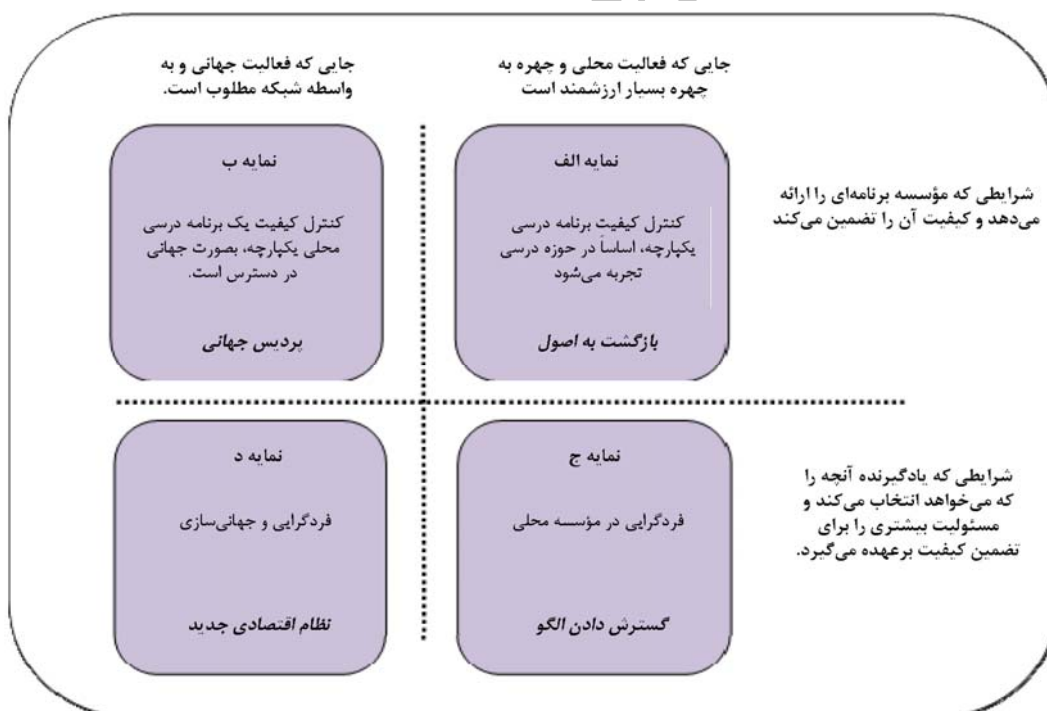 جایی که فعالیت محلی و چهره به
چهره بسیار ارزشمند است
جایی که فعالیت جهانی و به
واسطه شبکه مطلوب است.
شرایطی که مؤسسه برنامه‌ای را ارائه
می‌دهد و کیفیت آن را تضمین می‌کند
نمایه الف
کنترل کیفیت برنامه درسی
یکپارچه، اساساً در حوزه درسی
تجربه می‌شود
بازگشت به اصول
نمایه ب
کنترل کیفیت یک برنامه درسی
محلی یکپارچه، بصورت جهانی
در دسترس است.
پردیس جهانی
شرایطی که یادگیرنده آنچه را
که می‌خواهد انتخاب می‌کند و
مسئولیت بیشتری را برای
تضمین کیفیت برعهده می‌گیرد.
نمایه ج
فردگرایی در مؤسسه محلی
گسترش دادن الگو
نمایه د
فردگرایی و جهانی‌سازی
نظام اقتصادی جدید